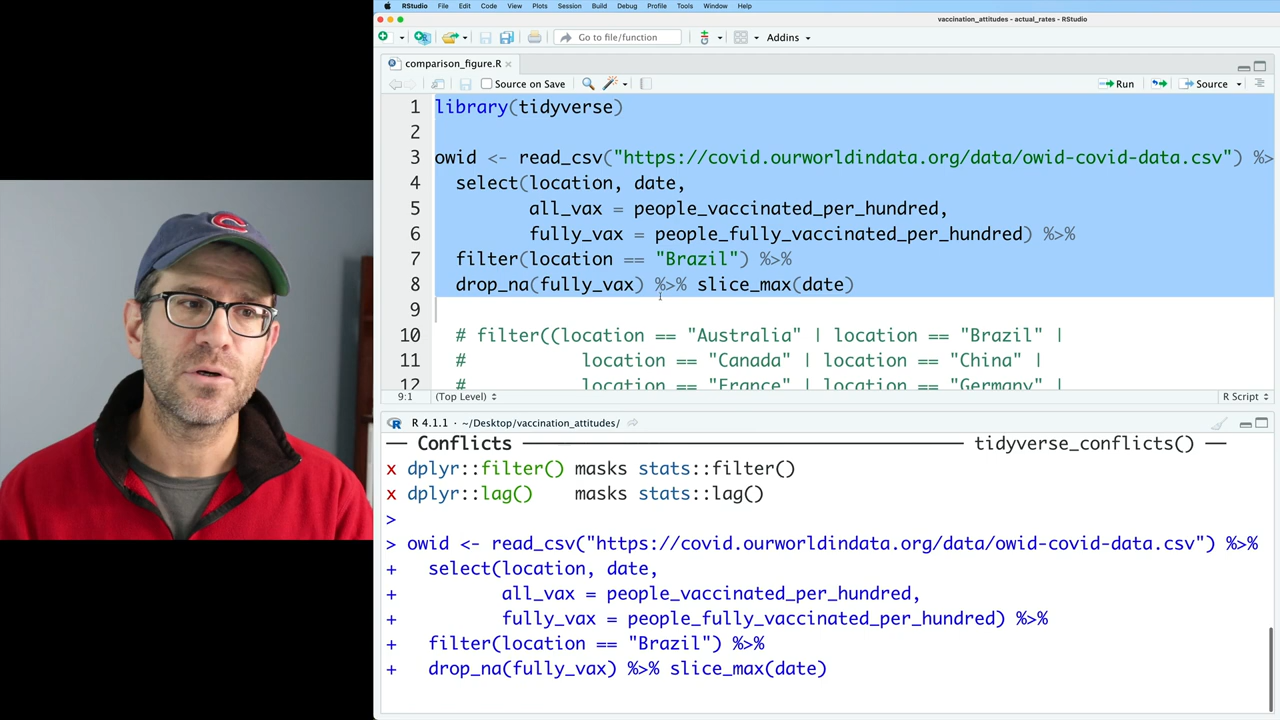 RStudio File Edit Code View Plots Session Build Debug Profile Tools Window Help
vaccination_attitudes - actual_rates - RStudio
Go to file/function Addins
comparison_figure.R
Source on Save Run Source
1 library(tidyverse)
2
3 owid <- read_csv("https://covid.ourworldindata.org/data/owid-covid-data.csv") %>
4 select(location, date,
5 all_vax = people_vaccinated_per_hundred,
6 fully_vax = people_fully_vaccinated_per_hundred) %>%
7 filter(location == "Brazil") %>%
8 drop_na(fully_vax) %>% slice_max(date)
9
10 # filter((location == "Australia" | location == "Brazil" |
11 # location == "Canada" | location == "China" |
12 # location == "France" | location == "Germany" |
9:1 (Top Level) R Script
R 4.1.1 · ~/Desktop/vaccination_attitudes/
── Conflicts ────────── tidyverse_conflicts() ──
x dplyr::filter() masks stats::filter()
x dplyr::lag() masks stats::lag()
>
> owid <- read_csv("https://covid.ourworldindata.org/data/owid-covid-data.csv") %>%
+ select(location, date,
+ all_vax = people_vaccinated_per_hundred,
+ fully_vax = people_fully_vaccinated_per_hundred) %>%
+ filter(location == "Brazil") %>%
+ drop_na(fully_vax) %>% slice_max(date)